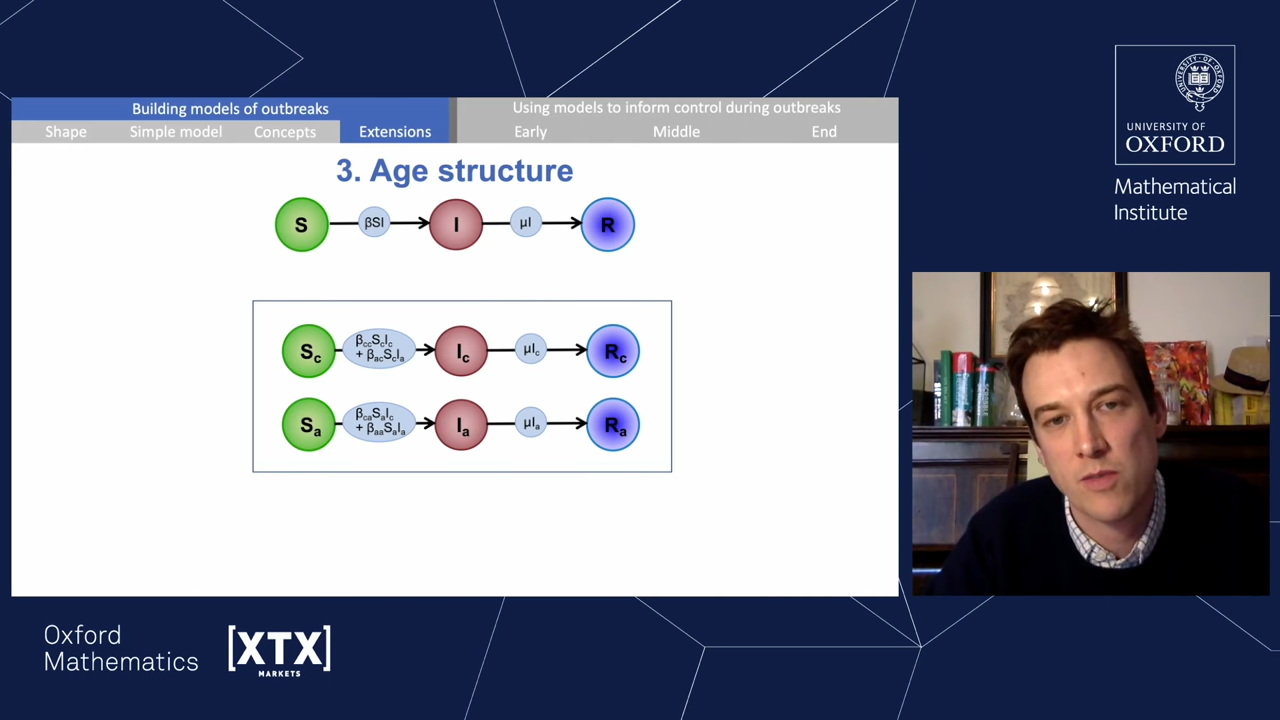 Building models of outbreaks
Using models to inform control during outbreaks
Shape
Simple model
Concepts
Extensions
Early
Middle
End
3. Age structure
S
βSI
I
μI
R
Sc
βccScIc
+ βacScIa
Ic
μIc
Rc
Sa
βcaSaIc
+ βaaSaIa
Ia
μIa
Ra
UNIVERSITY OF
OXFORD
Mathematical
Institute
Oxford
Mathematics
[XTX]
MARKETS